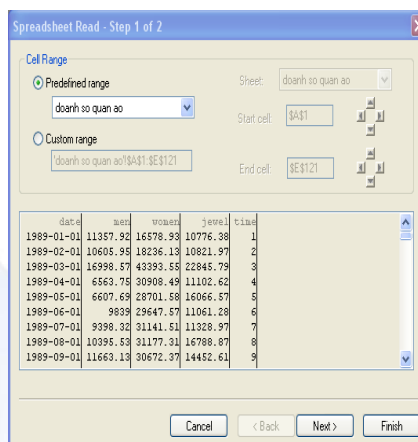 Spreadsheet Read - Step 1 of 2
Cell Range
Predefined range
doanh so quan ao
Custom range
'doanh so quan ao'!$A$1:$E$121
Sheet: doanh so quan ao
Start cell: $A$1
End cell: $E$121
date men women jewel time
1989-01-01 11357.92 16578.93 10776.38 1
1989-02-01 10605.95 18236.13 10821.97 2
1989-03-01 16998.57 43393.55 22845.79 3
1989-04-01 6563.75 30908.49 11102.62 4
1989-05-01 6607.69 28701.58 16066.57 5
1989-06-01 9839 29647.57 11061.28 6
1989-07-01 9398.32 31141.51 11328.97 7
1989-08-01 10395.53 31177.31 16788.87 8
1989-09-01 11663.13 30672.37 14452.61 9
Cancel < Back Next > Finish